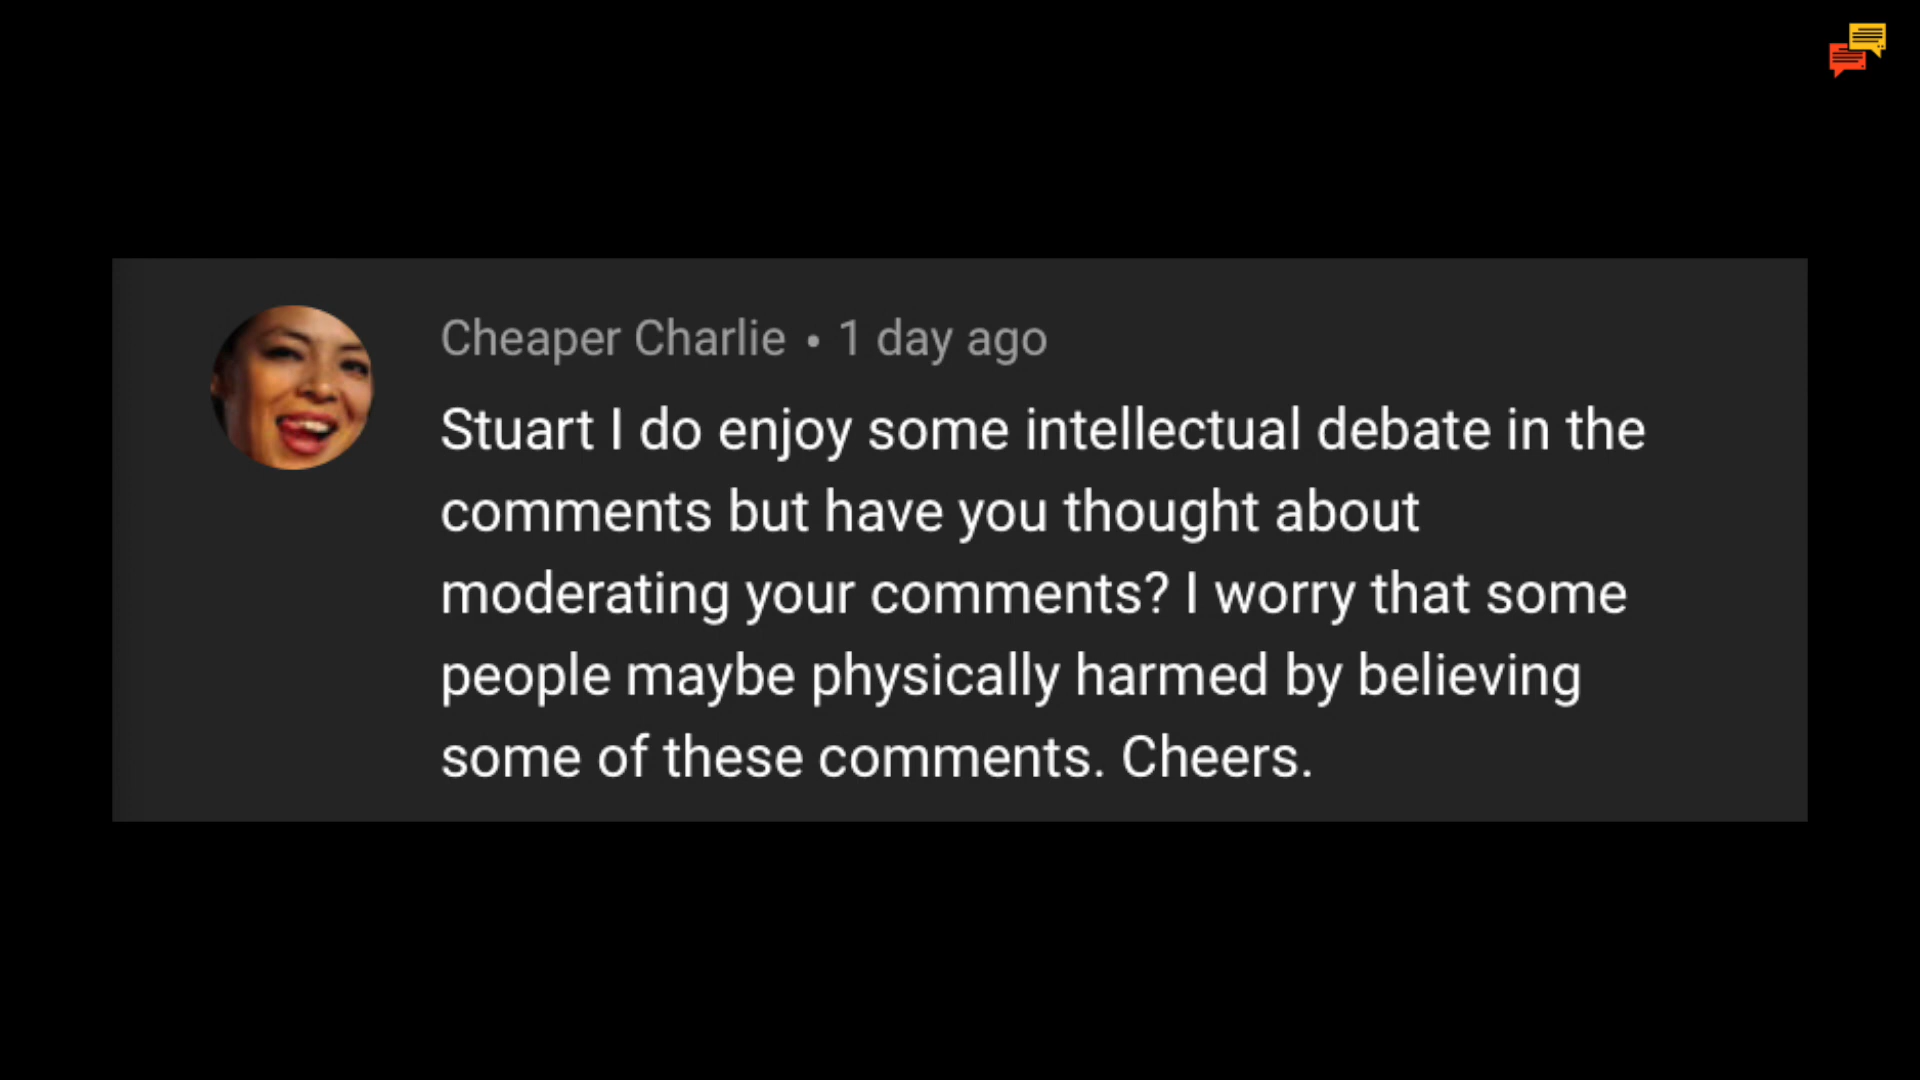 Cheaper Charlie • 1 day ago
Stuart I do enjoy some intellectual debate in the
comments but have you thought about
moderating your comments? I worry that some
people maybe physically harmed by believing
some of these comments. Cheers.